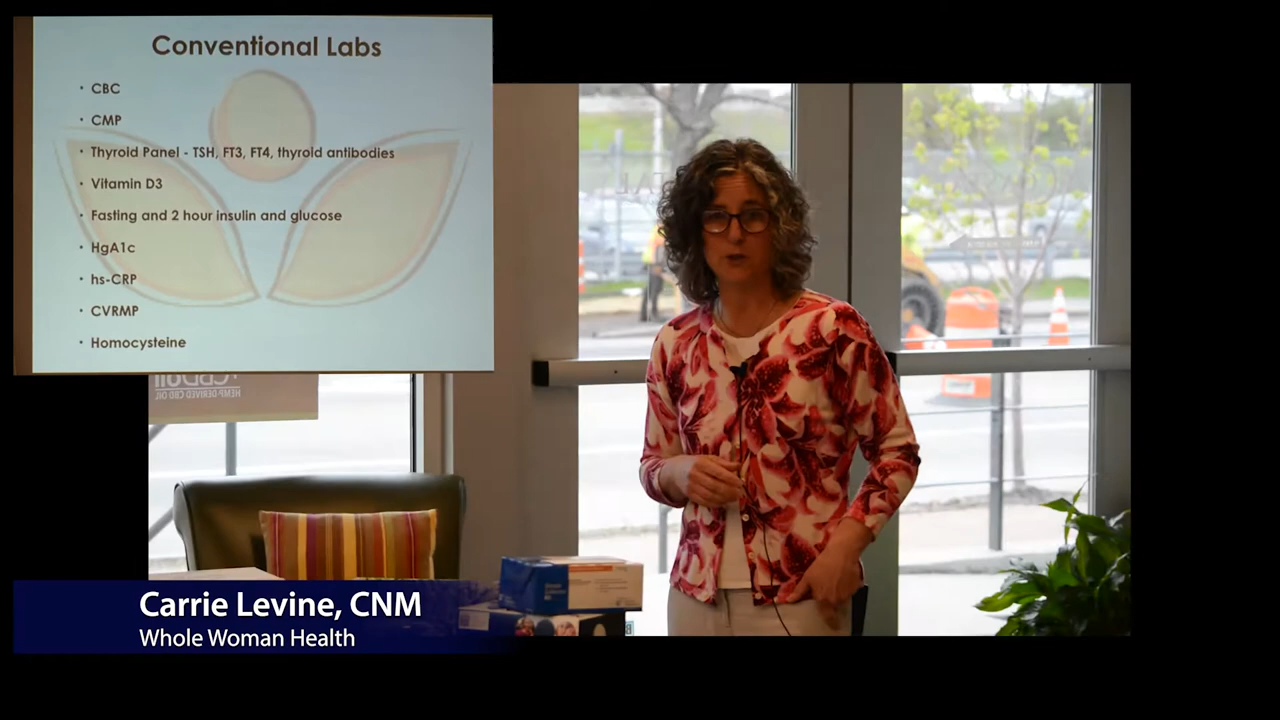 Conventional Labs
• CBC
• CMP
• Thyroid Panel - TSH, FT3, FT4, thyroid antibodies
• Vitamin D3
• Fasting and 2 hour insulin and glucose
• HgA1c
• hs-CRP
• CVRMP
• Homocysteine
CBDoil
HEMP DERIVED CBD OIL
Carrie Levine, CNM
Whole Woman Health